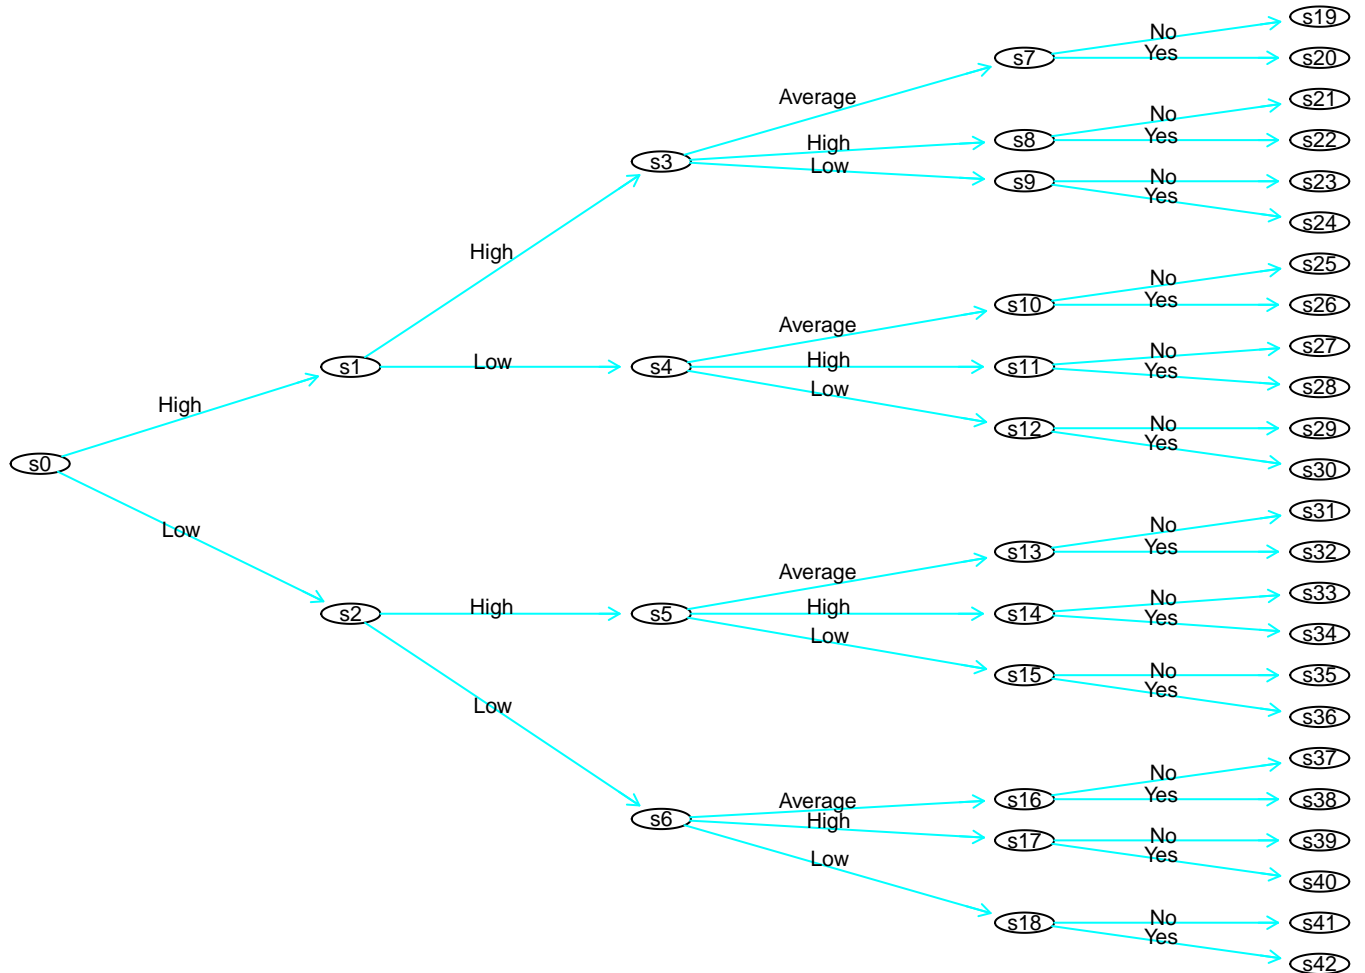 s19
No
s7
Yes
s20
Average
s21
No
High
s8
Yes
s22
s3
Low
s9
No
s23
Yes
s24
High
s25
No
s10
Yes
s26
Average
s27
No
s1
Low
s4
High
s11
Yes
s28
Low
High
s12
No
s29
Yes
s30
s0
s31
No
Low
s13
Yes
s32
Average
s33
No
s2
High
s5
High
s14
Yes
s34
Low
s15
No
s35
Yes
s36
Low
s37
No
Average
s16
Yes
s38
s6
High
s17
No
s39
Yes
Low
s40
s18
No
s41
Yes
s42